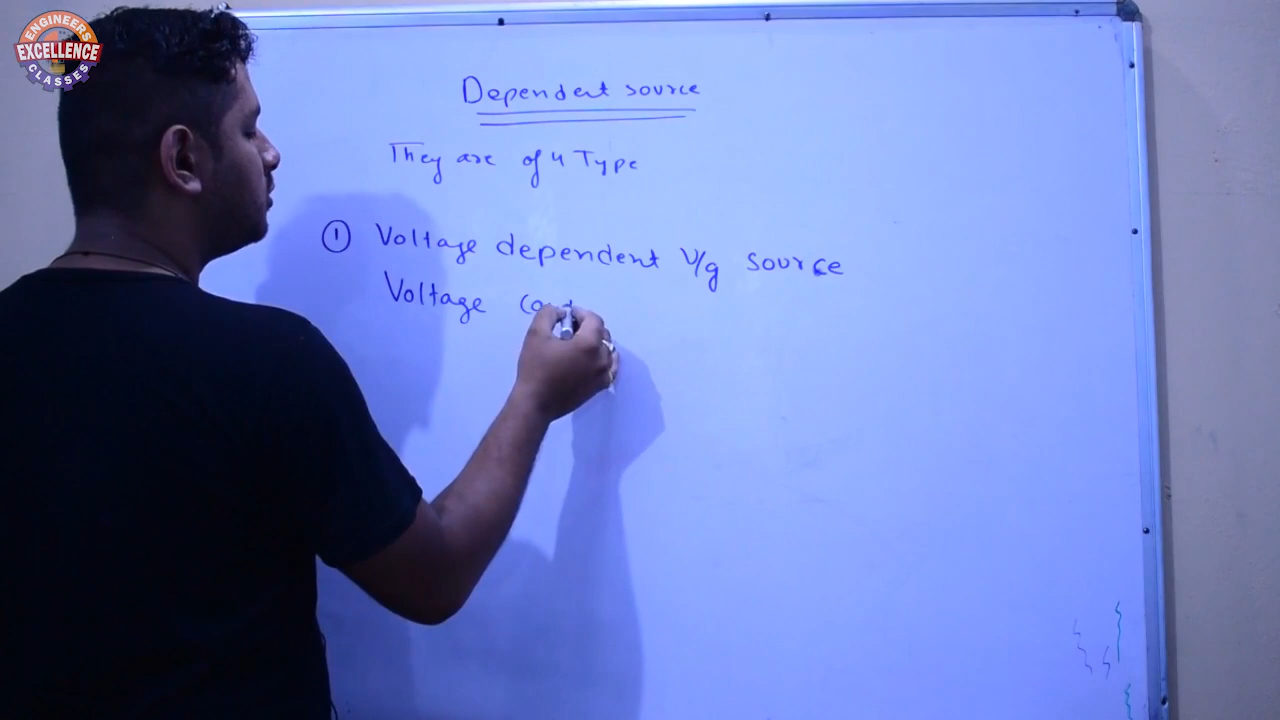 ENGINEERS
EXCELLENCE
CLASSES
Dependent source
They are of 4 Type
① Voltage dependent V/g source
Voltage